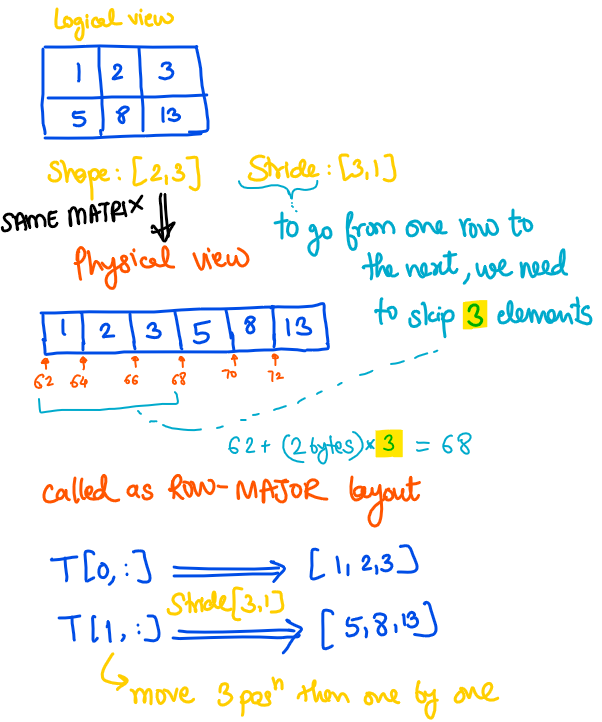 Logical view
1 2 3
5 8 13
Shape: [2,3] Stride: [3,1]
SAME MATRIX
to go from one row to
the next, we need
to skip 3 elements
Physical view
1 2 3 5 8 13
62 64 66 68 70 72
62 + (2 bytes) × 3 = 68
called as ROW-MAJOR layout
T[0, :] [1, 2, 3]
Stride[3,1]
T[1, :] [5, 8, 13]
move 3 posⁿ then one by one